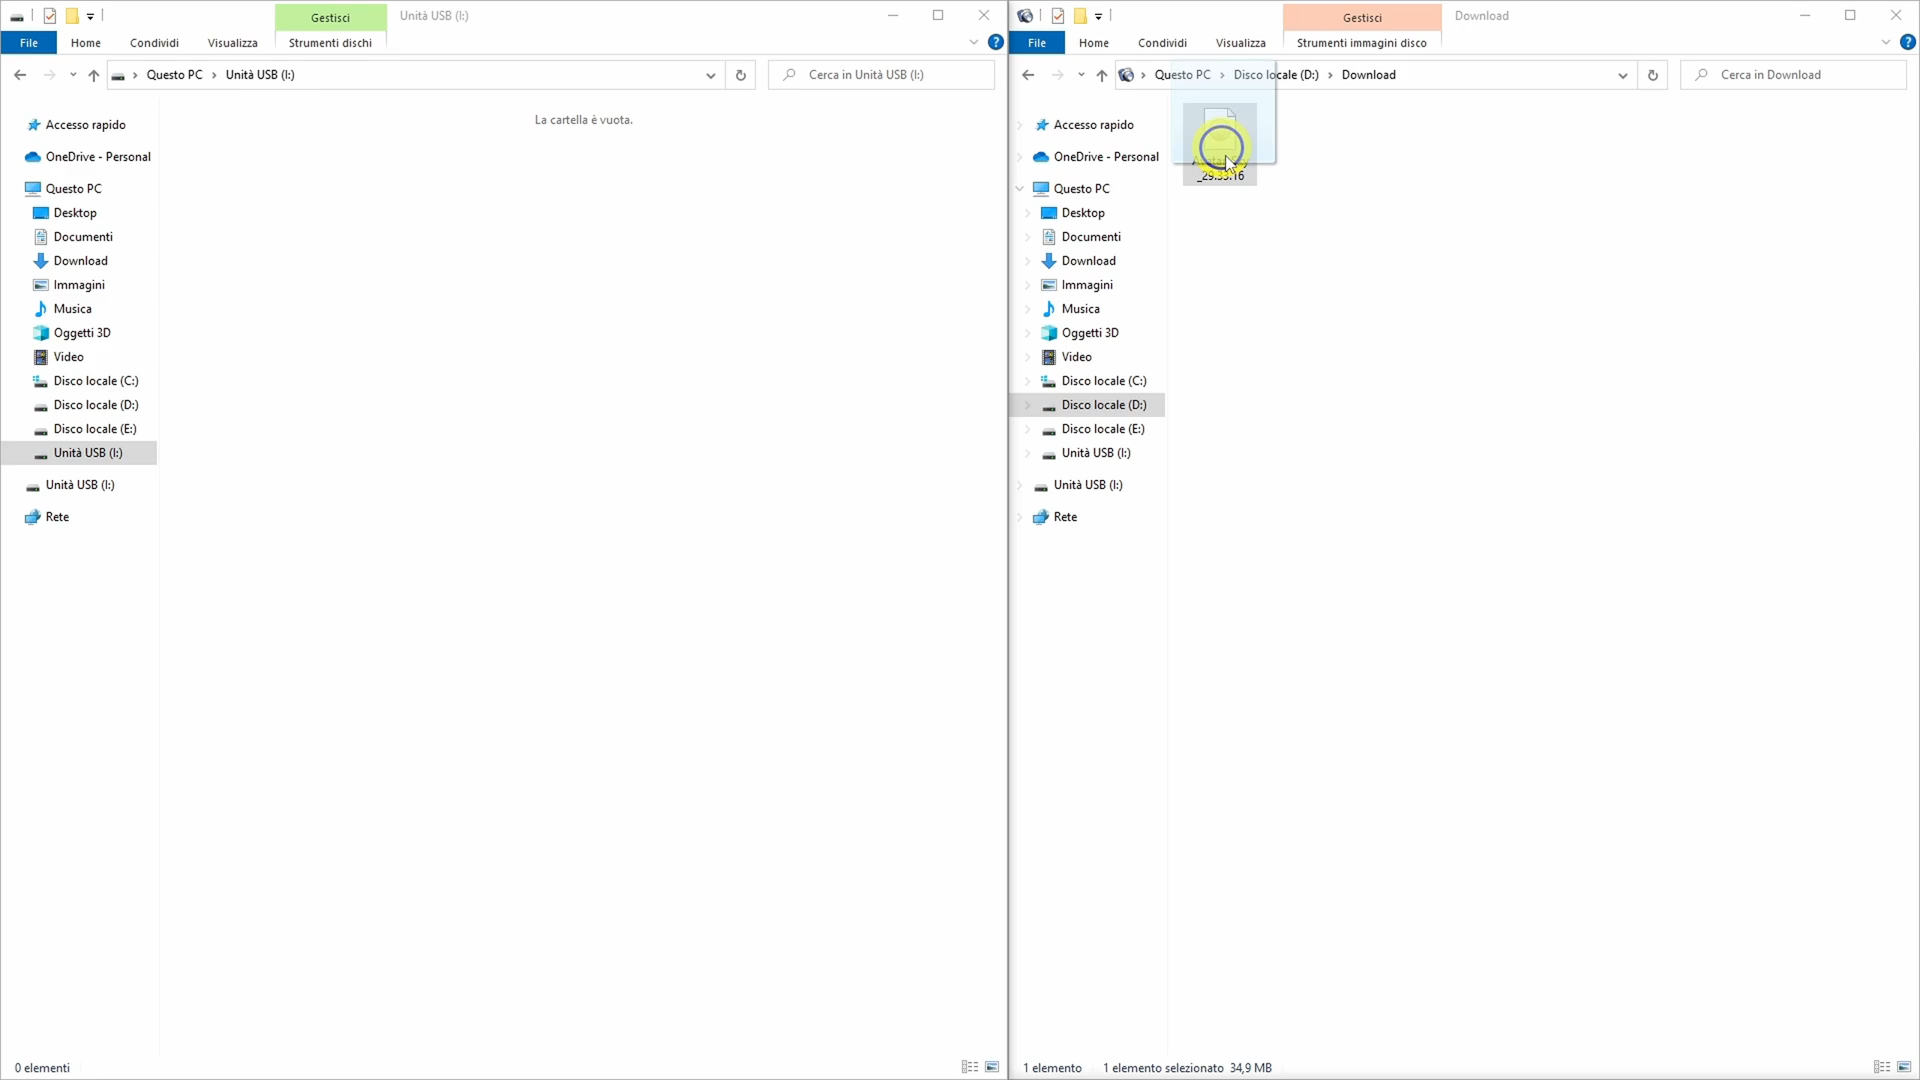 Gestisci
Unità USB (I:)
File
Home
Condividi
Visualizza
Strumenti dischi
Questo PC
Unità USB (I:)
Cerca in Unità USB (I:)
Accesso rapido
OneDrive - Personal
Questo PC
Desktop
Documenti
Download
Immagini
Musica
Oggetti 3D
Video
Disco locale (C:)
Disco locale (D:)
Disco locale (E:)
Unità USB (I:)
Unità USB (I:)
Rete
La cartella è vuota.
0 elementi
Gestisci
Download
File
Home
Condividi
Visualizza
Strumenti immagini disco
Questo PC
Disco locale (D:)
Download
Cerca in Download
Accesso rapido
OneDrive - Personal
Questo PC
Desktop
Documenti
Download
Immagini
Musica
Oggetti 3D
Video
Disco locale (C:)
Disco locale (D:)
Disco locale (E:)
Unità USB (I:)
Unità USB (I:)
Rete
1 elemento
1 elemento selezionato 34,9 MB